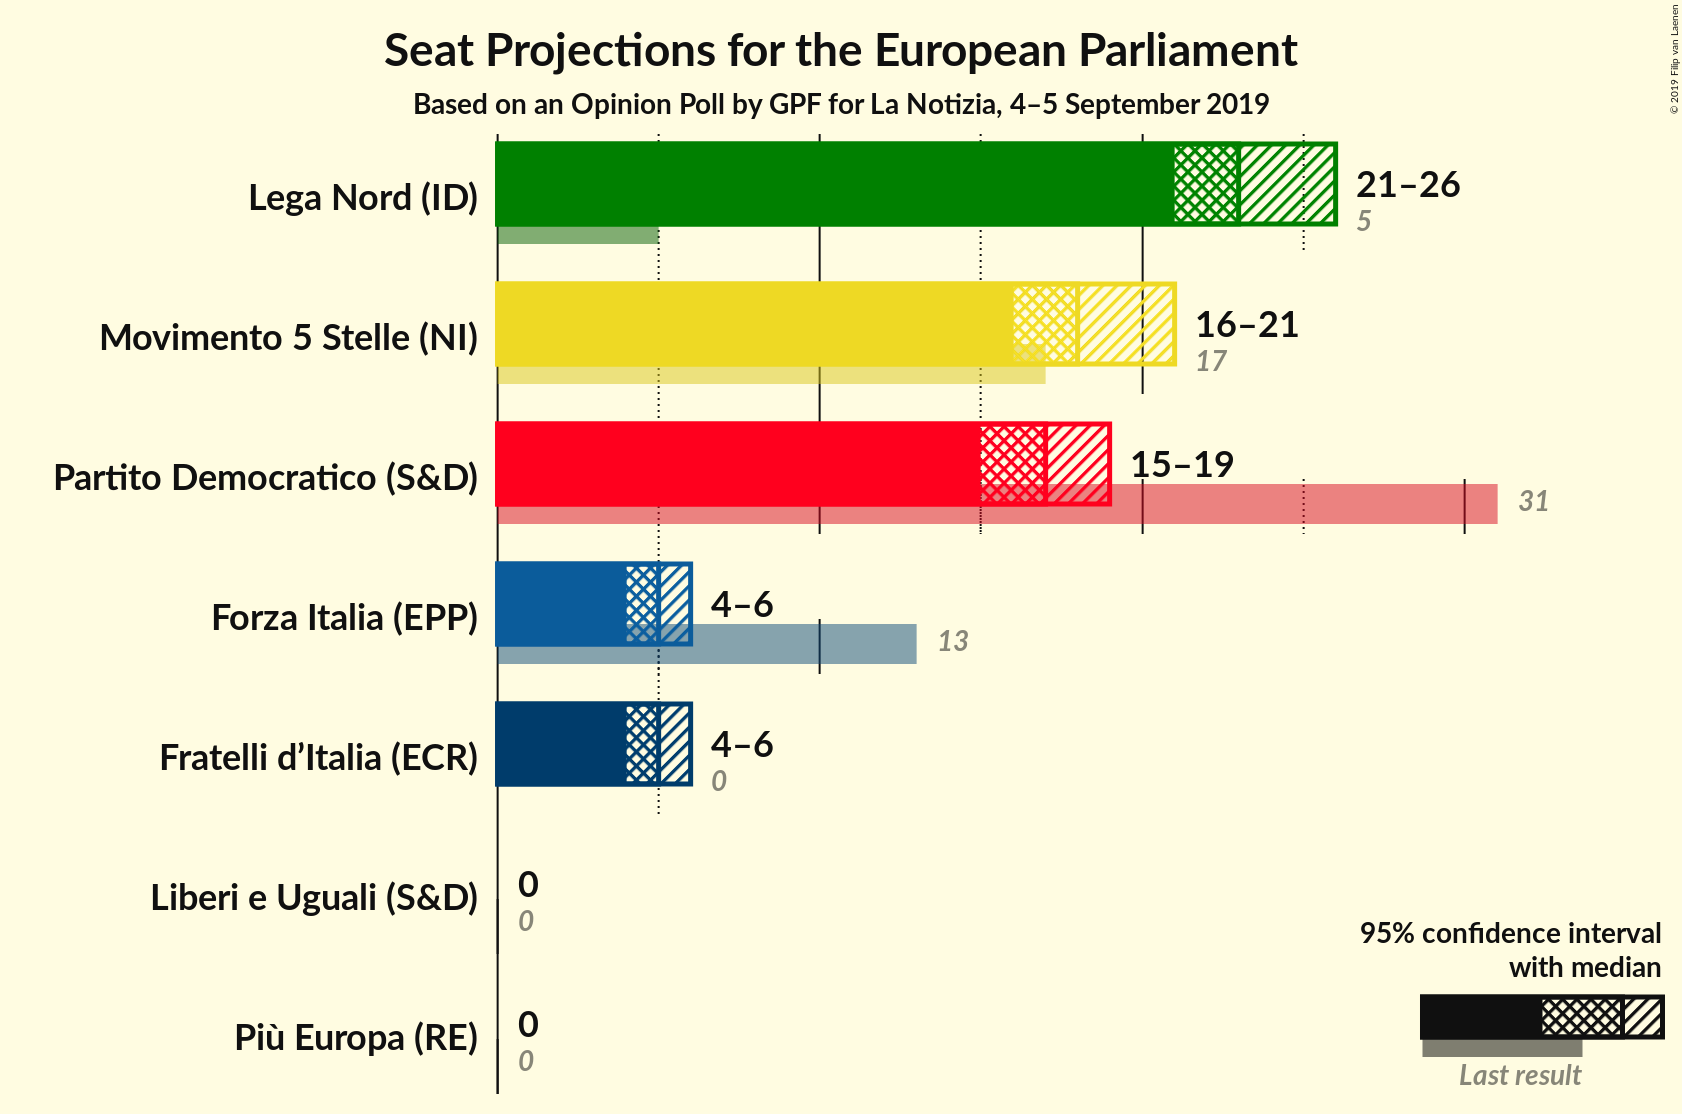 Seat Projections for the European Parliament
Based on an Opinion Poll by GPF for La Notizia, 4–5 September 2019
© 2019 Filip van Laenen
Lega Nord (ID)
21–26
5
Movimento 5 Stelle (NI)
16–21
17
Partito Democratico (S&D)
15–19
31
Forza Italia (EPP)
4–6
13
Fratelli d’Italia (ECR)
4–6
0
Liberi e Uguali (S&D)
0
0
Più Europa (RE)
0
0
95% confidence interval
with median
Last result